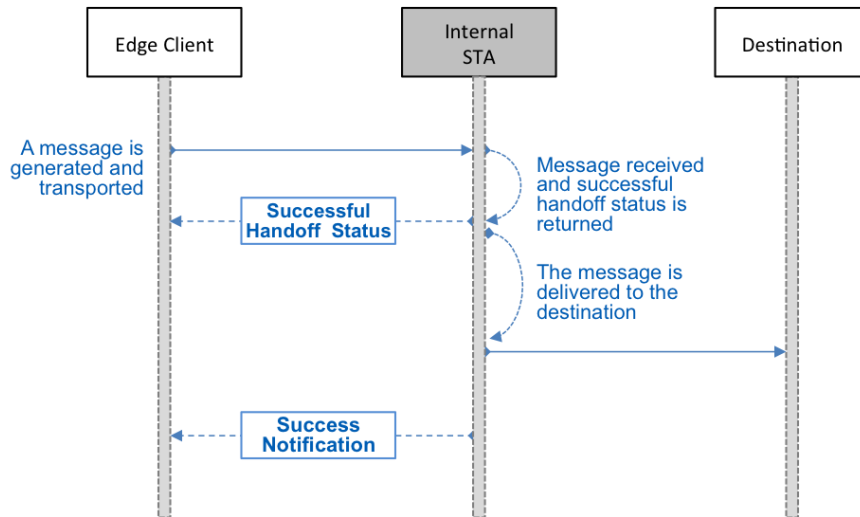 Edge Client
Internal
STA
Destination
A message is
generated and
transported
Message received
and successful
handoff status is
returned
Successful
Handoff Status
The message is
delivered to the
destination
Success
Notification